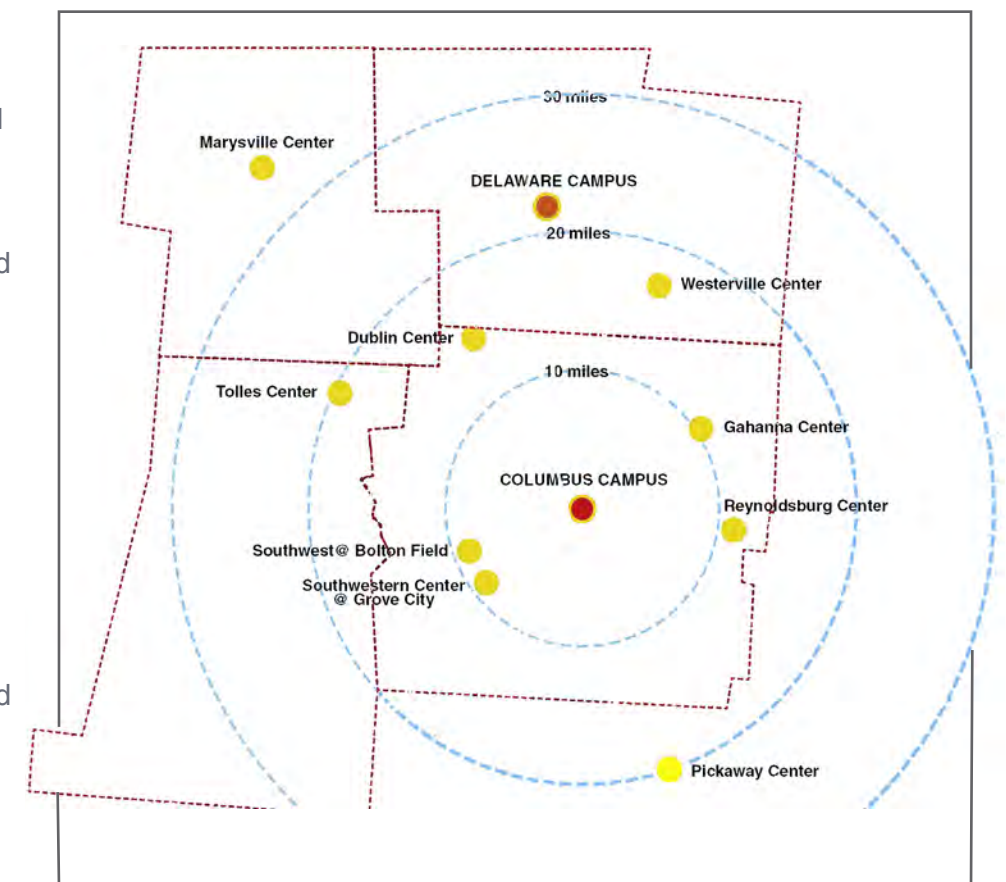 30 miles
Marysville Center
DELAWARE CAMPUS
20 miles
Westerville Center
Dublin Center
10 miles
Tolles Center
Gahanna Center
COLUMBUS CAMPUS
Reynoldsburg Center
Southwest@ Bolton Field
Southwestern Center
@ Grove City
Pickaway Center